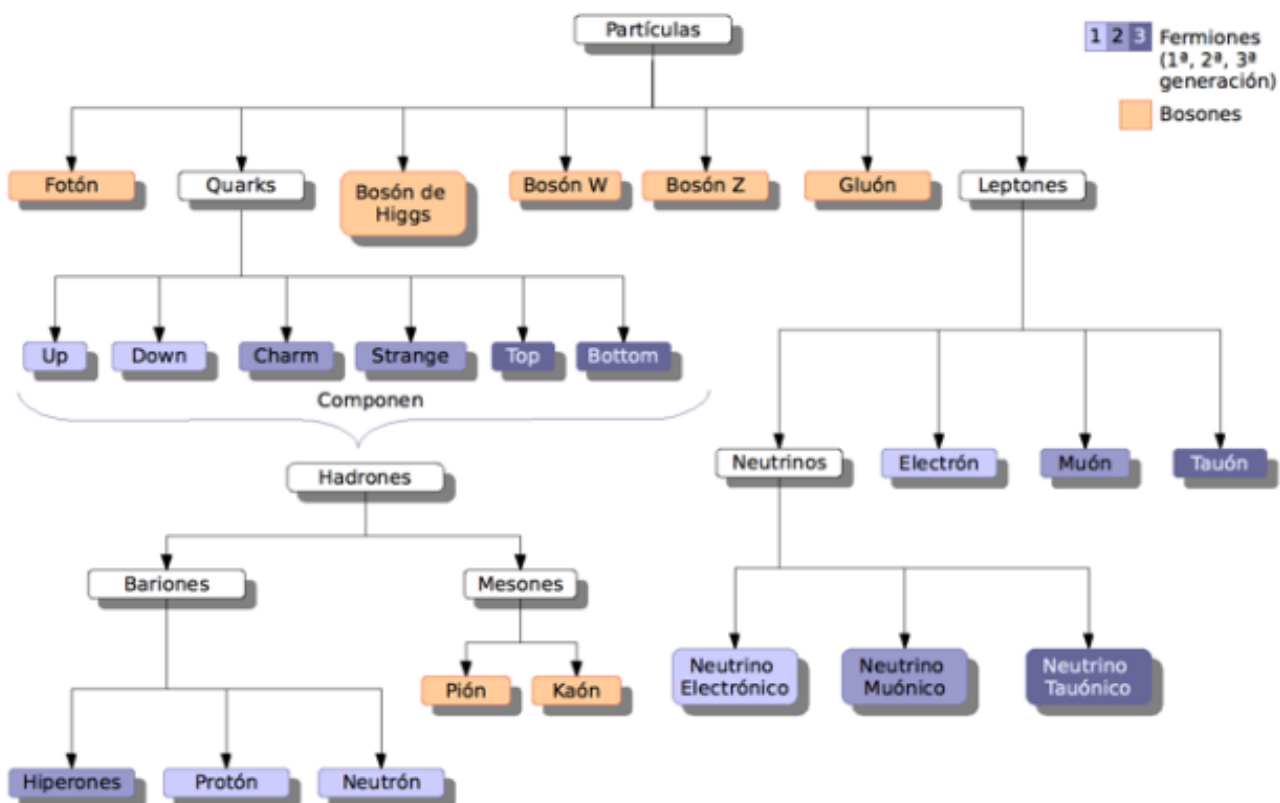 Partículas
1 2 3 Fermiones
(1ª, 2ª, 3ª
generación)
Bosones
Fotón
Quarks
Bosón de
Higgs
Bosón W
Bosón Z
Gluón
Leptones
Up
Down
Charm
Strange
Top
Bottom
Componen
Hadrones
Neutrinos
Electrón
Muón
Tauón
Bariones
Mesones
Pión
Kaón
Neutrino
Electrónico
Neutrino
Muónico
Neutrino
Tauónico
Hiperones
Protón
Neutrón